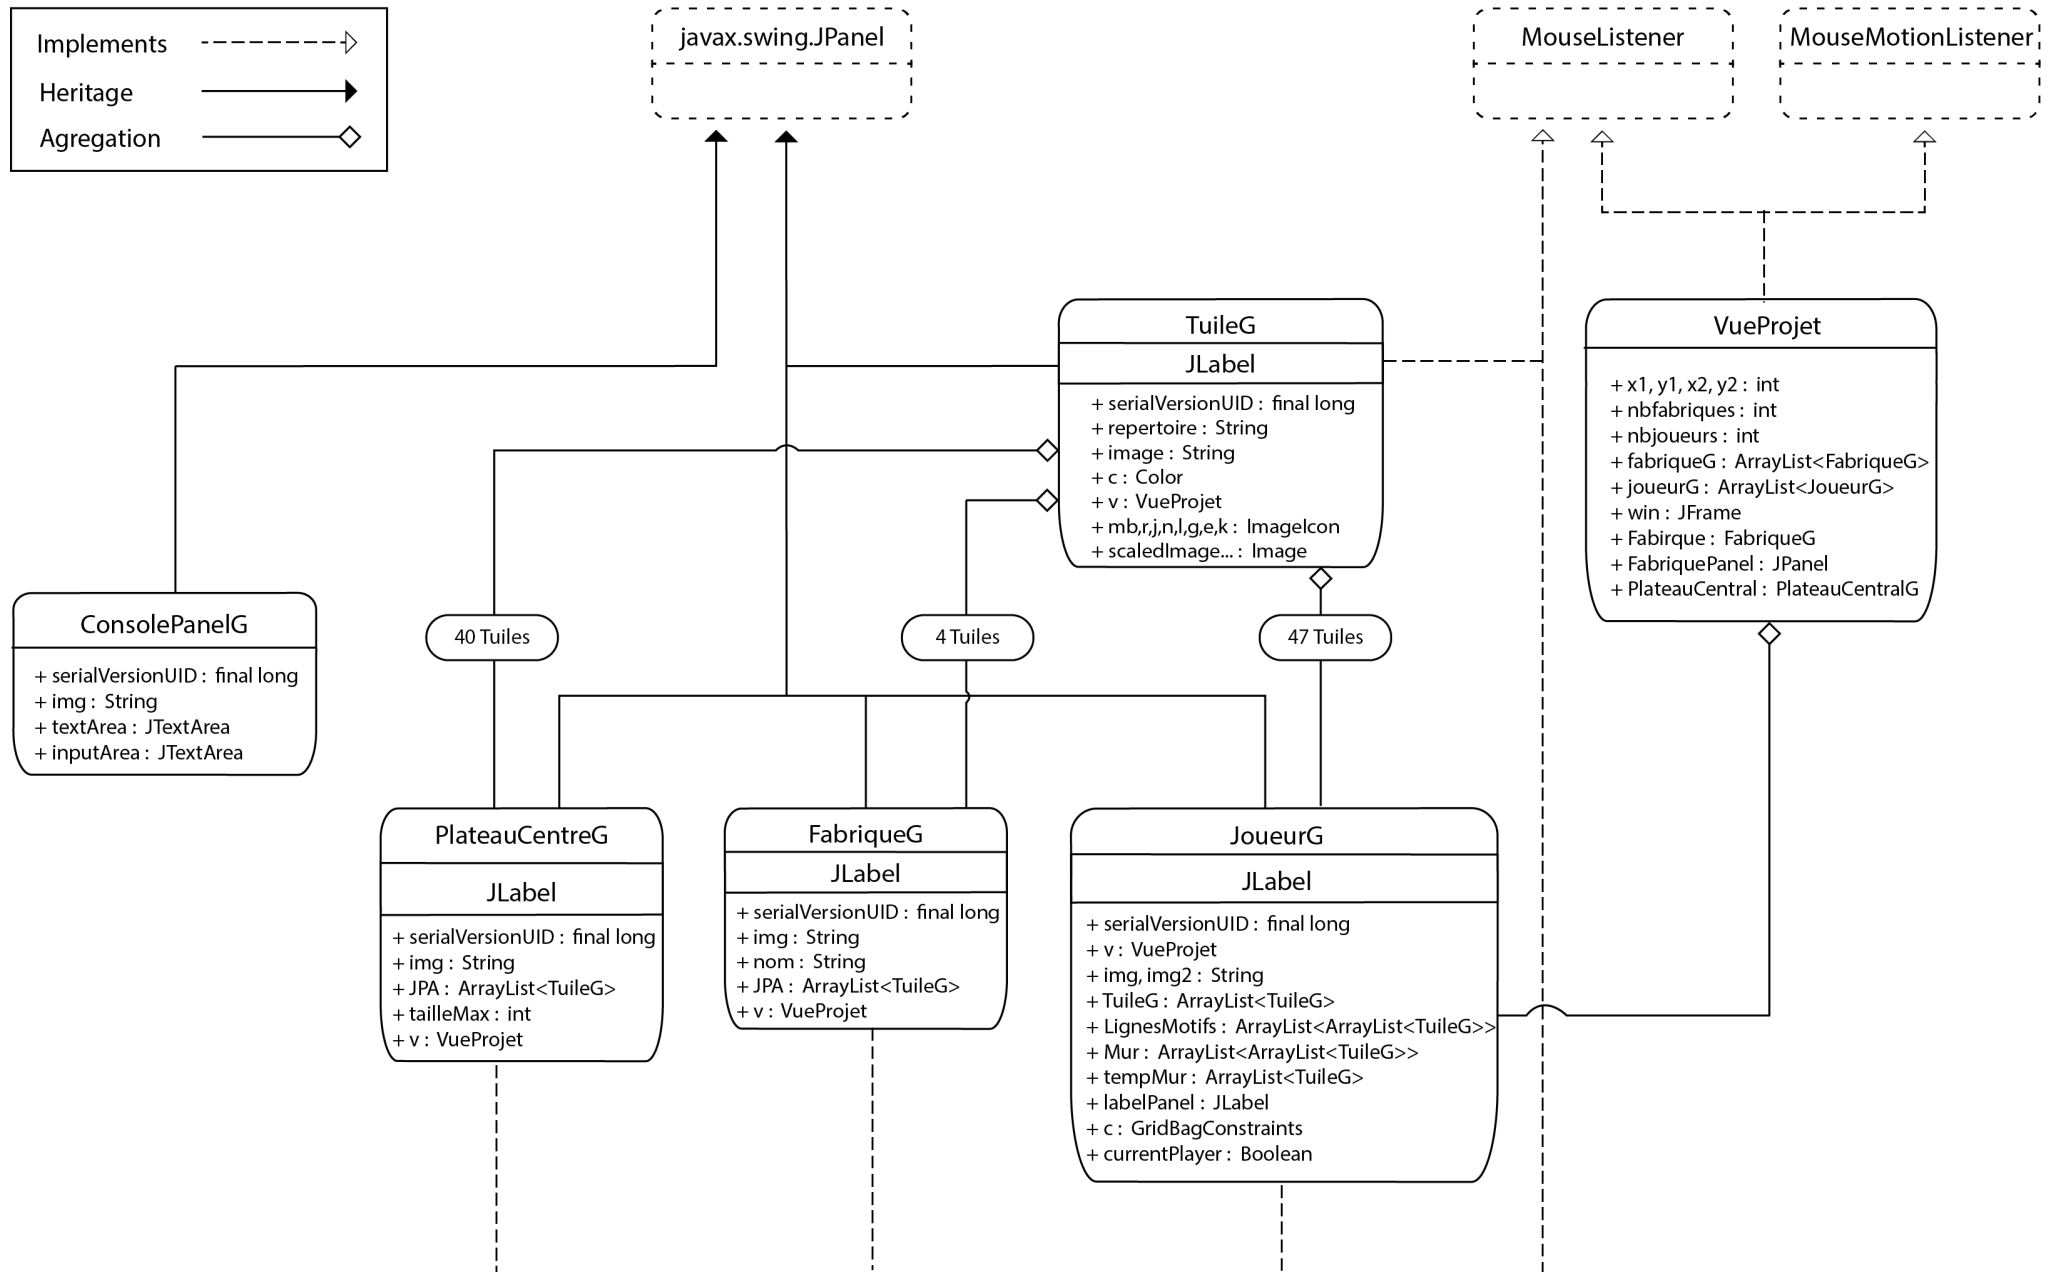 Implements
Heritage
Agregation
javax.swing.JPanel
MouseListener
MouseMotionListener
TuileG
JLabel
+ serialVersionUID : final long
+ repertoire : String
+ image : String
+ c : Color
+ v : VueProjet
+ mb,r,j,n,l,g,e,k : ImageIcon
+ scaledImage... : Image
VueProjet
+ x1, y1, x2, y2 : int
+ nbfabriques : int
+ nbjoueurs : int
+ fabriqueG : ArrayList<FabriqueG>
+ joueurG : ArrayList<JoueurG>
+ win : JFrame
+ Fabirque : FabriqueG
+ FabriquePanel : JPanel
+ PlateauCentral : PlateauCentralG
ConsolePanelG
+ serialVersionUID : final long
+ img : String
+ textArea : JTextArea
+ inputArea : JTextArea
40 Tuiles
4 Tuiles
47 Tuiles
PlateauCentreG
JLabel
+ serialVersionUID : final long
+ img : String
+ JPA : ArrayList<TuileG>
+ tailleMax : int
+ v : VueProjet
FabriqueG
JLabel
+ serialVersionUID : final long
+ img : String
+ nom : String
+ JPA : ArrayList<TuileG>
+ v : VueProjet
JoueurG
JLabel
+ serialVersionUID : final long
+ v : VueProjet
+ img, img2 : String
+ TuileG : ArrayList<TuileG>
+ LignesMotifs : ArrayList<ArrayList<TuileG>>
+ Mur : ArrayList<ArrayList<TuileG>>
+ tempMur : ArrayList<TuileG>
+ labelPanel : JLabel
+ c : GridBagConstraints
+ currentPlayer : Boolean